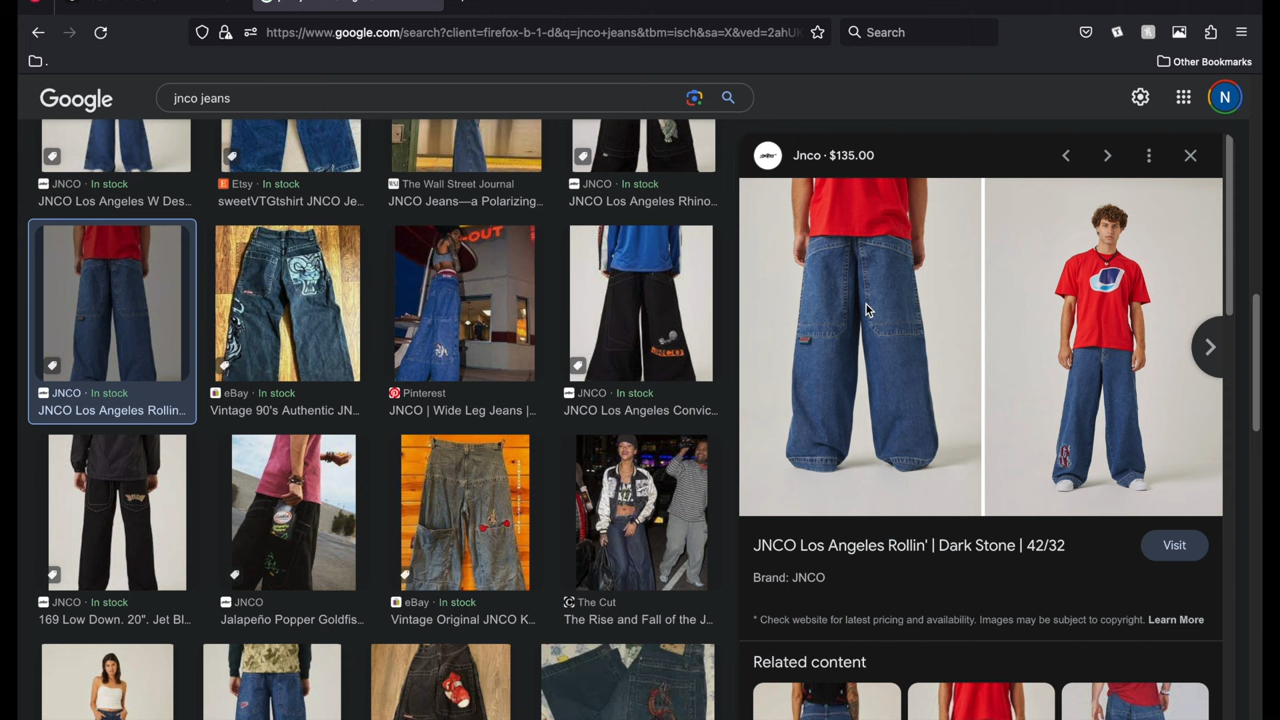 https://www.google.com/search?client=firefox-b-1-d&q=jnco+jeans&tbm=isch&sa=X&ved=2ahUK
Search
.
Other Bookmarks
Google
jnco jeans
N
JNCO · In stock
JNCO Los Angeles W Des...
Etsy · In stock
sweetVTGtshirt JNCO Je...
The Wall Street Journal
JNCO Jeans—a Polarizing...
JNCO · In stock
JNCO Los Angeles Rhino...
JNCO · In stock
JNCO Los Angeles Rollin...
eBay · In stock
Vintage 90's Authentic JN...
Pinterest
JNCO | Wide Leg Jeans |...
JNCO · In stock
JNCO Los Angeles Convic...
JNCO · In stock
169 Low Down. 20". Jet Bl...
JNCO
Jalapeño Popper Goldfis...
eBay · In stock
Vintage Original JNCO K...
The Cut
The Rise and Fall of the J...
Jnco · $135.00
JNCO Los Angeles Rollin' | Dark Stone | 42/32
Visit
Brand: JNCO
* Check website for latest pricing and availability. Images may be subject to copyright. Learn More
Related content